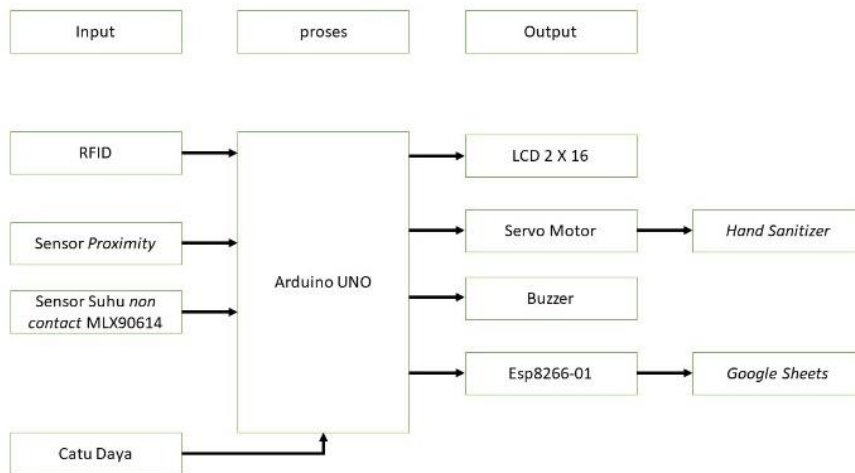 Input
proses
Output
RFID
LCD 2 X 16
Sensor Proximity
Servo Motor
Hand Sanitizer
Arduino UNO
Sensor Suhu non
contact MLX90614
Buzzer
Esp8266-01
Google Sheets
Catu Daya